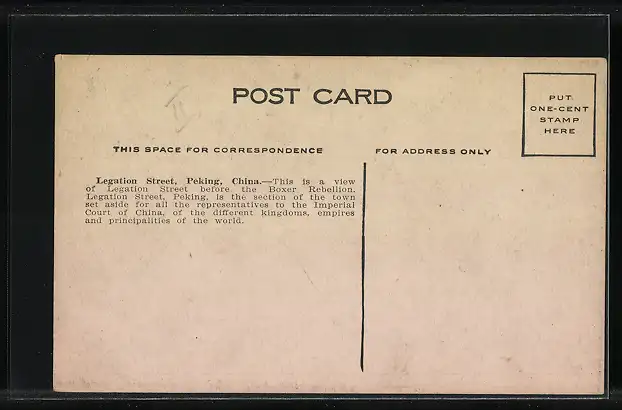 POST CARD
PUT
ONE-CENT
STAMP
HERE
THIS SPACE FOR CORRESPONDENCE
FOR ADDRESS ONLY
Legation Street, Peking, China.—This is a view
of Legation Street before the Boxer Rebellion.
Legation Street, Peking, is the section of the town
set aside for all the representatives to the Imperial
Court of China, of the different kingdoms, empires
and principalities of the world.